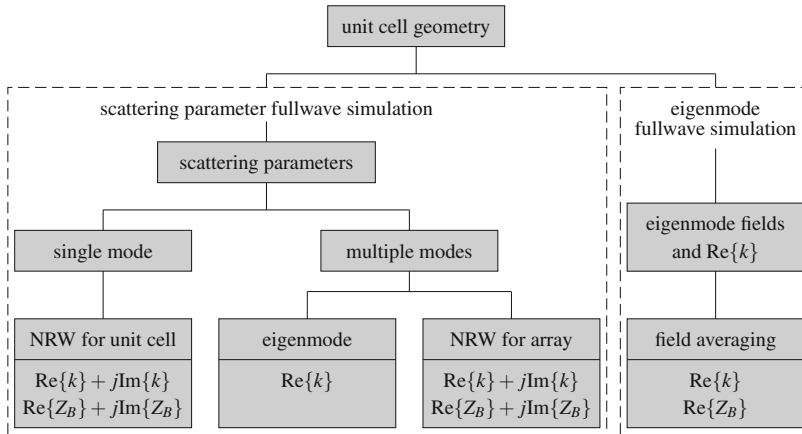 unit cell geometry
scattering parameter fullwave simulation
eigenmode
fullwave simulation
scattering parameters
single mode
multiple modes
eigenmode fields
and Re{k}
NRW for unit cell
Re{k} + jIm{k}
Re{Z_B} + jIm{Z_B}
eigenmode
Re{k}
NRW for array
Re{k} + jIm{k}
Re{Z_B} + jIm{Z_B}
field averaging
Re{k}
Re{Z_B}